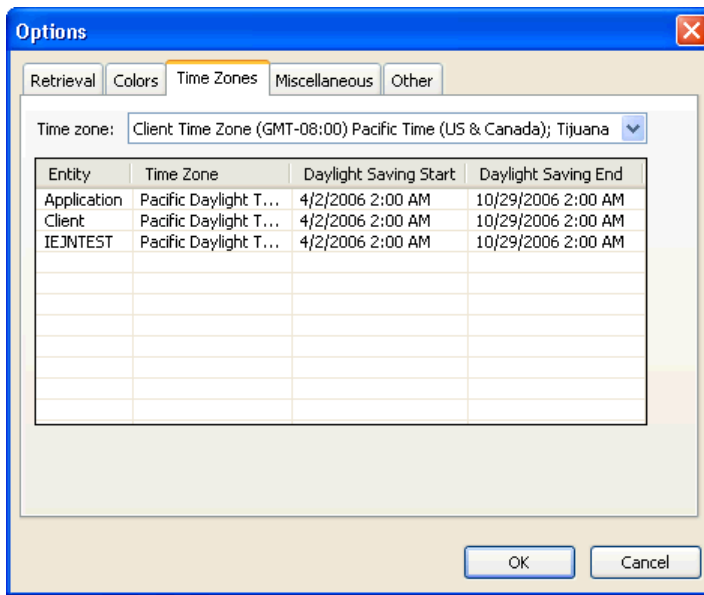 Options
Retrieval Colors Time Zones Miscellaneous Other
Time zone: Client Time Zone (GMT-08:00) Pacific Time (US & Canada); Tijuana
Entity Time Zone Daylight Saving Start Daylight Saving End
Application Pacific Daylight T... 4/2/2006 2:00 AM 10/29/2006 2:00 AM
Client Pacific Daylight T... 4/2/2006 2:00 AM 10/29/2006 2:00 AM
IEJNTEST Pacific Daylight T... 4/2/2006 2:00 AM 10/29/2006 2:00 AM
OK Cancel